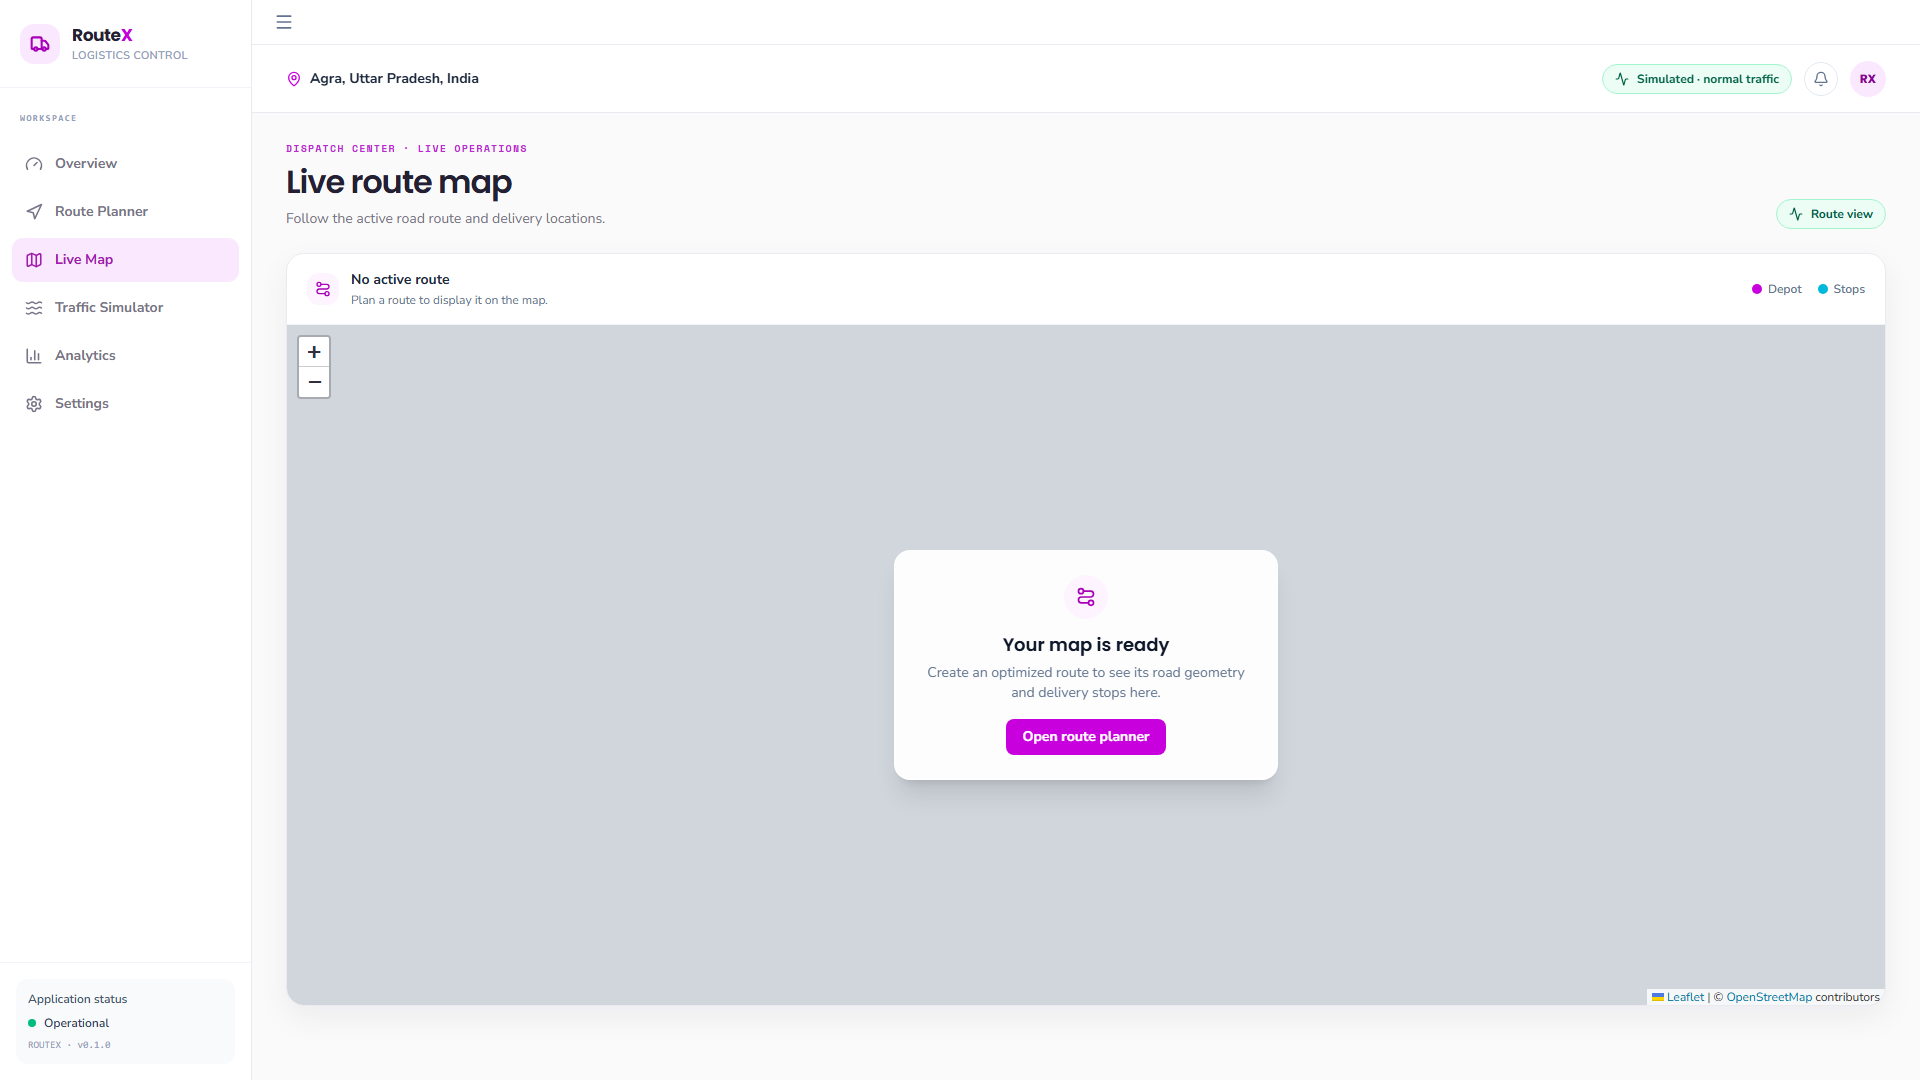 RouteX
LOGISTICS CONTROL
WORKSPACE
Overview
Route Planner
Live Map
Traffic Simulator
Analytics
Settings
Application status
Operational
ROUTEX · v0.1.0
Agra, Uttar Pradesh, India
Simulated · normal traffic
RX
DISPATCH CENTER · LIVE OPERATIONS
Live route map
Follow the active road route and delivery locations.
Route view
No active route
Plan a route to display it on the map.
Depot
Stops
+
−
Your map is ready
Create an optimized route to see its road geometry
and delivery stops here.
Open route planner
Leaflet | © OpenStreetMap contributors